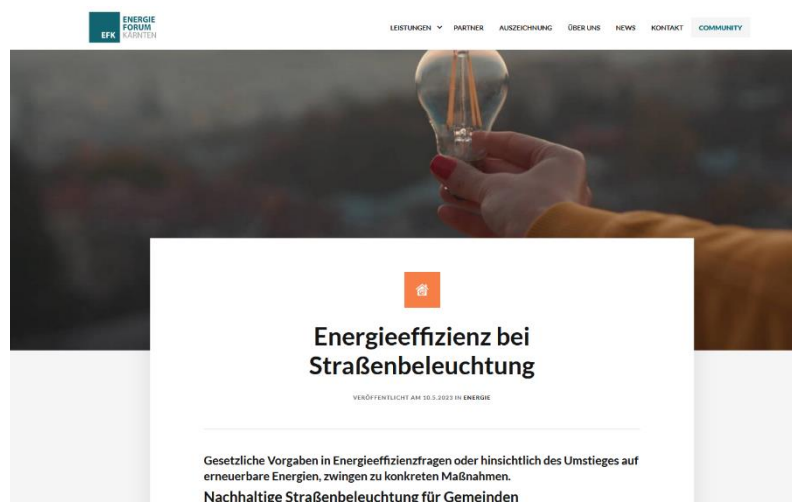 ENERGIE
FORUM
EFK KÄRNTEN
LEISTUNGEN PARTNER AUSZEICHNUNG ÜBER UNS NEWS KONTAKT COMMUNITY
Energieeffizienz bei
Straßenbeleuchtung
VERÖFFENTLICHT AM 10.5.2023 IN ENERGIE
Gesetzliche Vorgaben in Energieeffizienzfragen oder hinsichtlich des Umstieges auf
erneuerbare Energien, zwingen zu konkreten Maßnahmen.
Nachhaltige Straßenbeleuchtung für Gemeinden